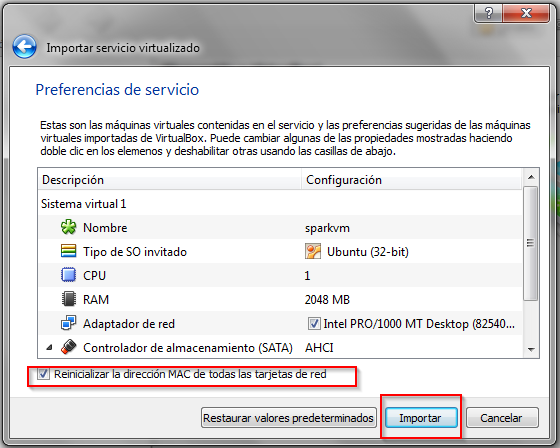 Importar servicio virtualizado
Preferencias de servicio
Estas son las máquinas virtuales contenidas en el servicio y las preferencias sugeridas de las máquinas
virtuales importadas de VirtualBox. Puede cambiar algunas de las propiedades mostradas haciendo
doble clic en los elemenos y deshabilitar otras usando las casillas de abajo.
Descripción Configuración
Sistema virtual 1
Nombre sparkvm
Tipo de SO invitado Ubuntu (32-bit)
CPU 1
RAM 2048 MB
Adaptador de red Intel PRO/1000 MT Desktop (82540...
Controlador de almacenamiento (SATA) AHCI
Reinicializar la dirección MAC de todas las tarjetas de red
Restaurar valores predeterminados Importar Cancelar